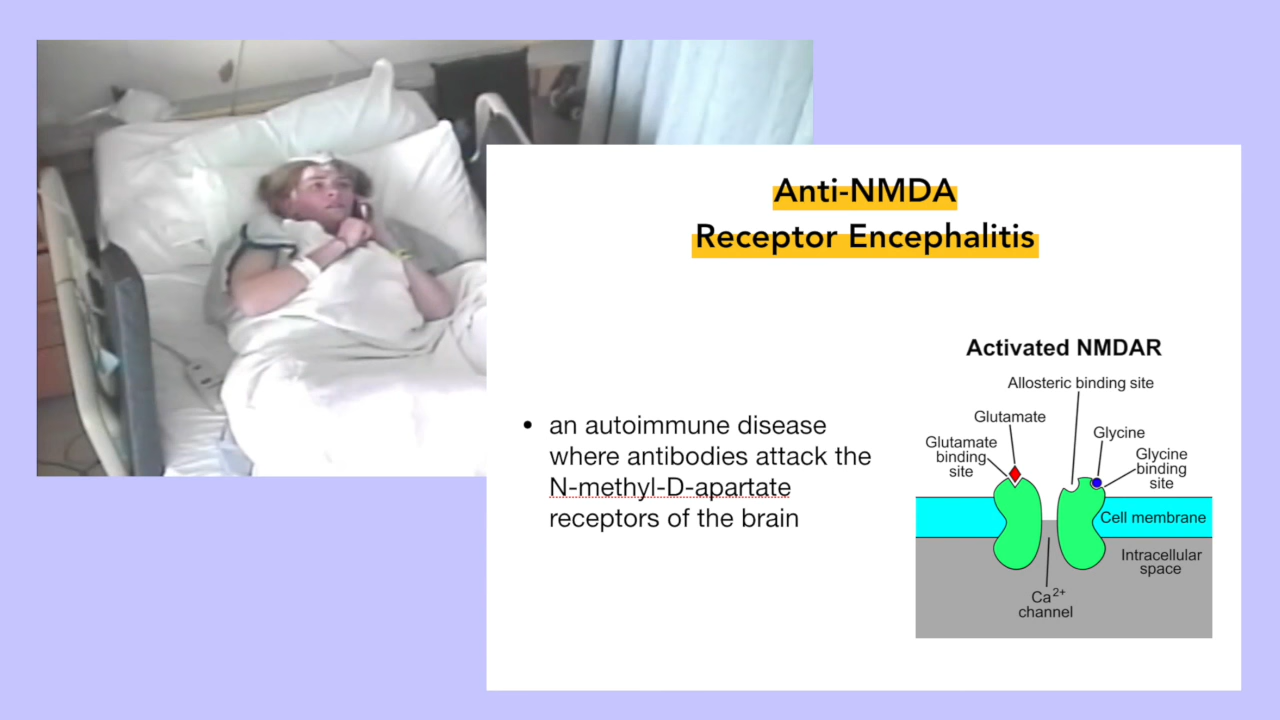 Anti-NMDA
Receptor Encephalitis
• an autoimmune disease
where antibodies attack the
N-methyl-D-apartate
receptors of the brain
Activated NMDAR
Allosteric binding site
Glutamate
Glycine
Glutamate
binding
site
Glycine
binding
site
Cell membrane
Intracellular
space
Ca²⁺
channel